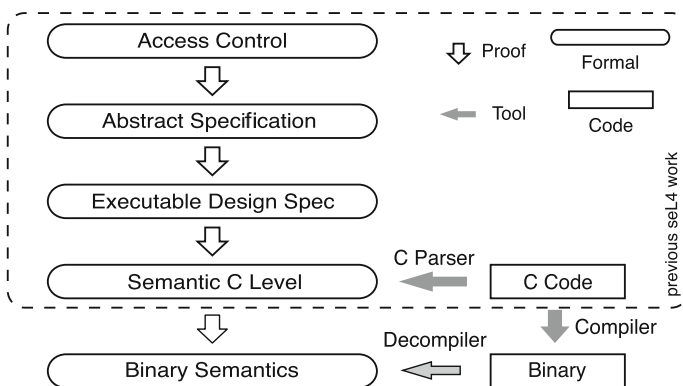 Access Control
Proof
Formal
Abstract Specification
Tool
Code
Executable Design Spec
previous seL4 work
C Parser
Semantic C Level
C Code
Compiler
Decompiler
Binary Semantics
Binary